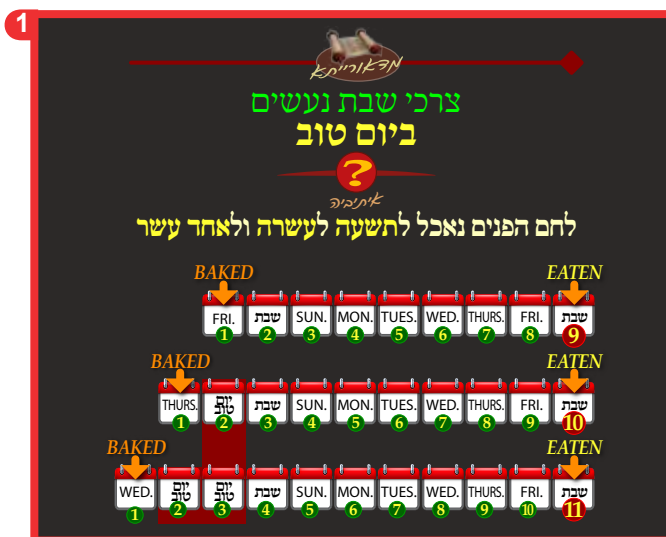 1
מדאורייתא
צרכי שבת נעשים
ביום טוב
?
איתיביה
לחם הפנים נאכל לתשעה לעשרה ולאחד עשר
BAKED EATEN
FRI. שבת SUN. MON. TUES. WED. THURS. FRI. שבת
1 2 3 4 5 6 7 8 9
BAKED EATEN
THURS. יום טוב שבת SUN. MON. TUES. WED. THURS. FRI. שבת
1 2 3 4 5 6 7 8 9 10
BAKED EATEN
WED. יום טוב יום טוב שבת SUN. MON. TUES. WED. THURS. FRI. שבת
1 2 3 4 5 6 7 8 9 10 11